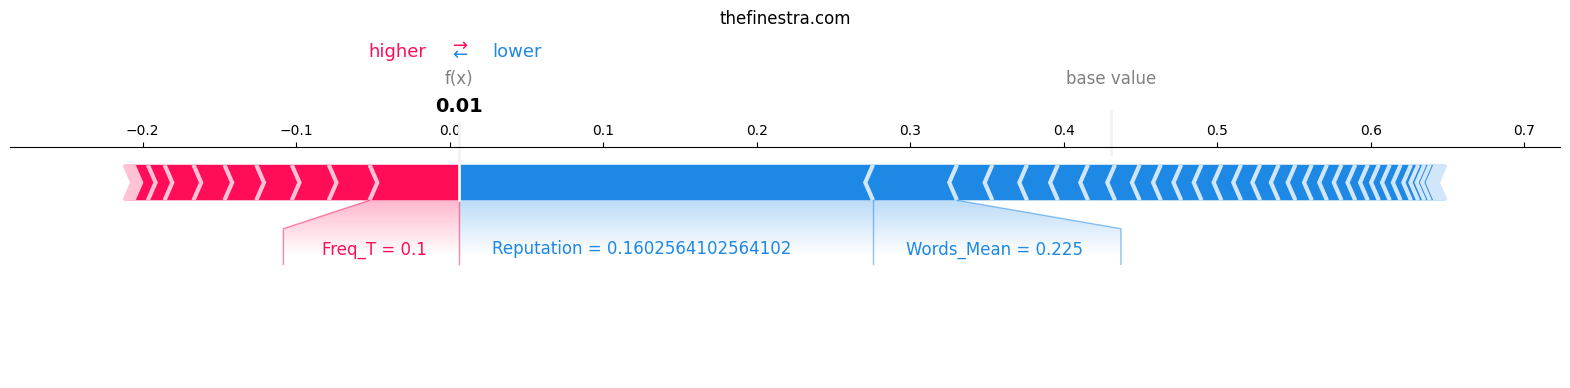 thefinestra.com
higher ⇄ lower
f(x) base value
0.01
−0.2 −0.1 0.0 0.1 0.2 0.3 0.4 0.5 0.6 0.7
Freq_T = 0.1 Reputation = 0.1602564102564102 Words_Mean = 0.225